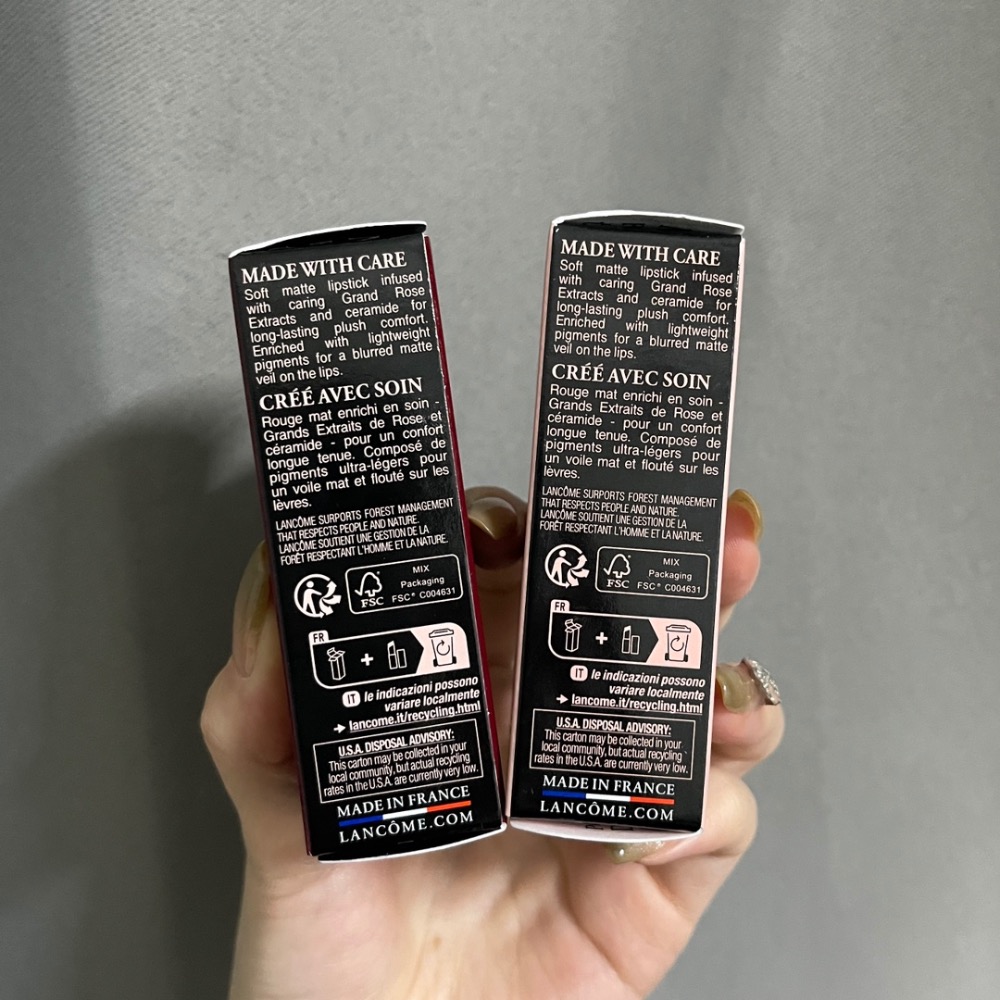 MADE WITH CARE
Soft matte lipstick infused
with caring Grand Rose
Extracts and ceramide for
long-lasting plush comfort.
Enriched with lightweight
pigments for a blurred matte
veil on the lips.
CRÉÉ AVEC SOIN
Rouge mat enrichi en soin -
Grands Extraits de Rose et
céramide - pour un confort
longue tenue. Composé de
pigments ultra-légers pour
un voile mat et flouté sur les
lèvres.
LANCÔME SURPORTS FOREST MANAGEMENT
THAT RESPECTS PEOPLE AND NATURE.
LANCÔME SOUTIENT UNE GESTION DE LA
FORÊT RESPECTANT L'HOMME ET LA NATURE.
MIX
Packaging
FSC
FSC® C004631
FR
IT le indicazioni possono
variare localmente
lancome.it/recycling.html
U.S.A. DISPOSAL ADVISORY:
This carton may be collected in your
local community, but actual recycling
rates in the U.S.A. are currently very low.
MADE IN FRANCE
LANCÔME.COM
MADE WITH CARE
Soft matte lipstick infused
with caring Grand Rose
Extracts and ceramide for
long-lasting plush comfort.
Enriched with lightweight
pigments for a blurred matte
veil on the lips.
CRÉÉ AVEC SOIN
Rouge mat enrichi en soin -
Grands Extraits de Rose et
céramide - pour un confort
longue tenue. Composé de
pigments ultra-légers pour
un voile mat et flouté sur les
lèvres.
LANCÔME SURPORTS FOREST MANAGEMENT
THAT RESPECTS PEOPLE AND NATURE.
LANCÔME SOUTIENT UNE GESTION DE LA
FORÊT RESPECTANT L'HOMME ET LA NATURE.
MIX
Packaging
FSC
FSC® C004631
FR
IT le indicazioni possono
variare localmente
lancome.it/recycling.html
U.S.A. DISPOSAL ADVISORY:
This carton may be collected in your
local community, but actual recycling
rates in the U.S.A. are currently very low.
MADE IN FRANCE
LANCÔME.COM